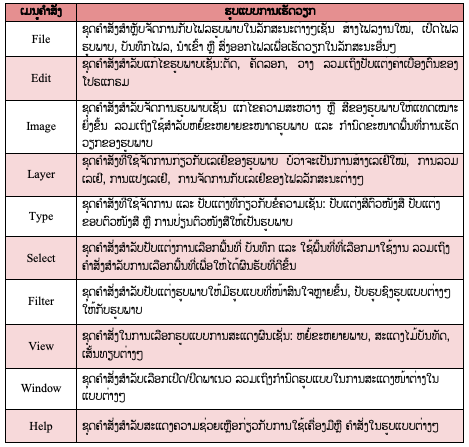 ເມນູຄຳສັ່ງ ຮູບແບບການເຮັດວຽກ
File ຊຸດຄຳສັ່ງສຳຫຼັບຈັດການກັບໄຟລຮູບພາບໃນລັກສະນະຕ່າງໆເຊັ່ນ ສາງໄຟລງານໃໝ່, ເປີດໄຟລ
ຮູບພາບ, ບັນທຶກໄຟລ, ນຳເຂົ້າ ຫຼື ສົ່ງອອກໄຟລເພື່ອເຮັດວຽກໃນລັກສະນະອື່ນໆ
Edit ຊຸດຄຳສັ່ງສຳລັບແກ້ໄຂຮູບພາບເຊັ່ນ:ຕັດ, ຄັດລອກ, ວາງ ລວມເຖິງປັບແຕ່ງຄ່າເບື້ອງຕົ້ນຂອງ
ໂປຣແກຣມ
Image ຊຸດຄຳສັ່ງສຳລັບຈັດການຮູບພາບເຊັ່ນ ແກ້ໄຂຄວາມສະຫວ່າງ ຫຼື ສີຂອງຮູບພາບໃຫ້ແທດເໝາະ
ຍິ່ງຂຶ້ນ ລວມເຖິງໃຊ້ສຳລັບຫຍໍ້ຂະຫຍາຍຂະໜາດຮູບພາບ ແລະ ກຳນົດຂະໜາດພື້ນທີ່ການເຮັດ
ວຽກຂອງຮູບພາບ
Layer ຊຸດຄຳສັ່ງທີ່ໃຊ້ຈັດການກຽວກັບເລເຢີຂອງຮູບພາບ ບໍ່ວ່າຈະເປັນການສ້າງເລເຢີໃໝ່, ການລວມ
ເລເຢີ, ການແປງເລເຢີ, ການຈັດການກັບເລເຢີຂອງໄຟລລັກສະນະຕ່າງໆ
Type ຊຸດຄຳສັ່ງທີ່ໃຊ້ຈັດການ ແລະ ປັບແຕ່ງທີ່ກຽວກັບຂໍ້ຄວາມເຊັ່ນ: ປັບແຕ່ງສີຕົວໜັງສື ປັບແຕ່ງ
ຂອບຕົວໜັງສື ຫຼື ການປ່ຽນຕົວໜັງສືໃຫ້ເປັນຮູບພາບ
Select ຊຸດຄຳສັ່ງສຳລັບປັບແຕ່ງການເລືອກພື້ນທີ່ ບັນທຶກ ແລະ ໃຊ້ພື້ນທີ່ທີ່ເລືອກມາໃຊ້ງານ ລວມເຖິງ
ຄຳສັ່ງສຳລັບການເລືອກພື້ນທີ່ເພື່ອໃຫ້ໄດ້ຜົນຮັບທີ່ດີຂຶ້ນ
Filter ຊຸດຄຳສັ່ງສຳລັບປັບແຕ່ງຮູບພາບໃຫ້ມີຮູບແບບທີ່ໜ້າສົນໃຈຫຼາຍຂຶ້ນ, ປັບຮູບຊົງຮູບແບບຕ່າງໆ
ໃຫ້ກັບຮູບພາບ
View ຊຸດຄຳສັ່ງໃນການເລືອກຮູບແບບການສະແດງຜົນເຊັ່ນ: ຫຍໍ້ຂະຫຍາຍພາບ, ສະແດງໄມ້ບັນທັດ,
ເສັ້ນທຽບຕ່າງໆ
Window ຊຸດຄຳສັ່ງສຳລັບເລືອກເປີດ/ປິດພາເນວ ລວມເຖິງກຳນົດຮູບແບບໃນການສະແດງໜ້າຕ່າງໃນ
ແບບຕ່າງໆ
Help ຊຸດຄຳສັ່ງສຳລັບສະແດງຄວາມຊ່ວຍເຫຼືອກ່ຽວກັບການໃຊ້ເຄື່ອງມືຫຼື ຄຳສັ່ງໃນຮູບແບບຕ່າງໆ